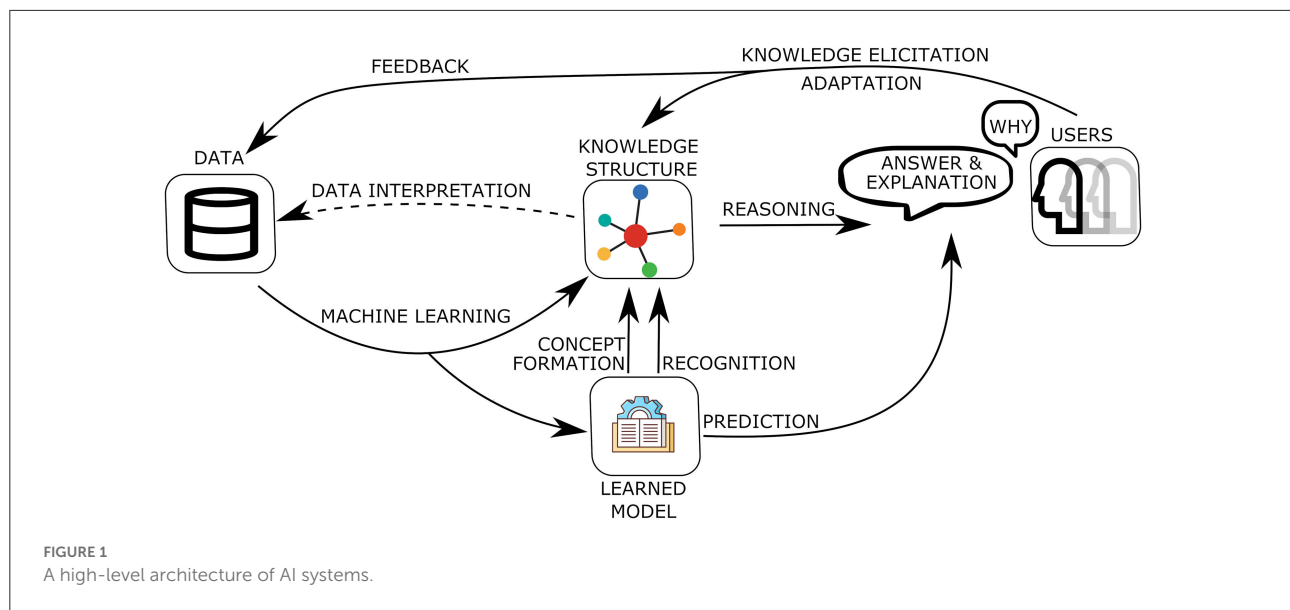 KNOWLEDGE ELICITATION
FEEDBACK
ADAPTATION
WHY
USERS
DATA
KNOWLEDGE
STRUCTURE
ANSWER &
EXPLANATION
DATA INTERPRETATION
REASONING
MACHINE LEARNING
CONCEPT
FORMATION
RECOGNITION
PREDICTION
LEARNED
MODEL
FIGURE 1
A high-level architecture of AI systems.